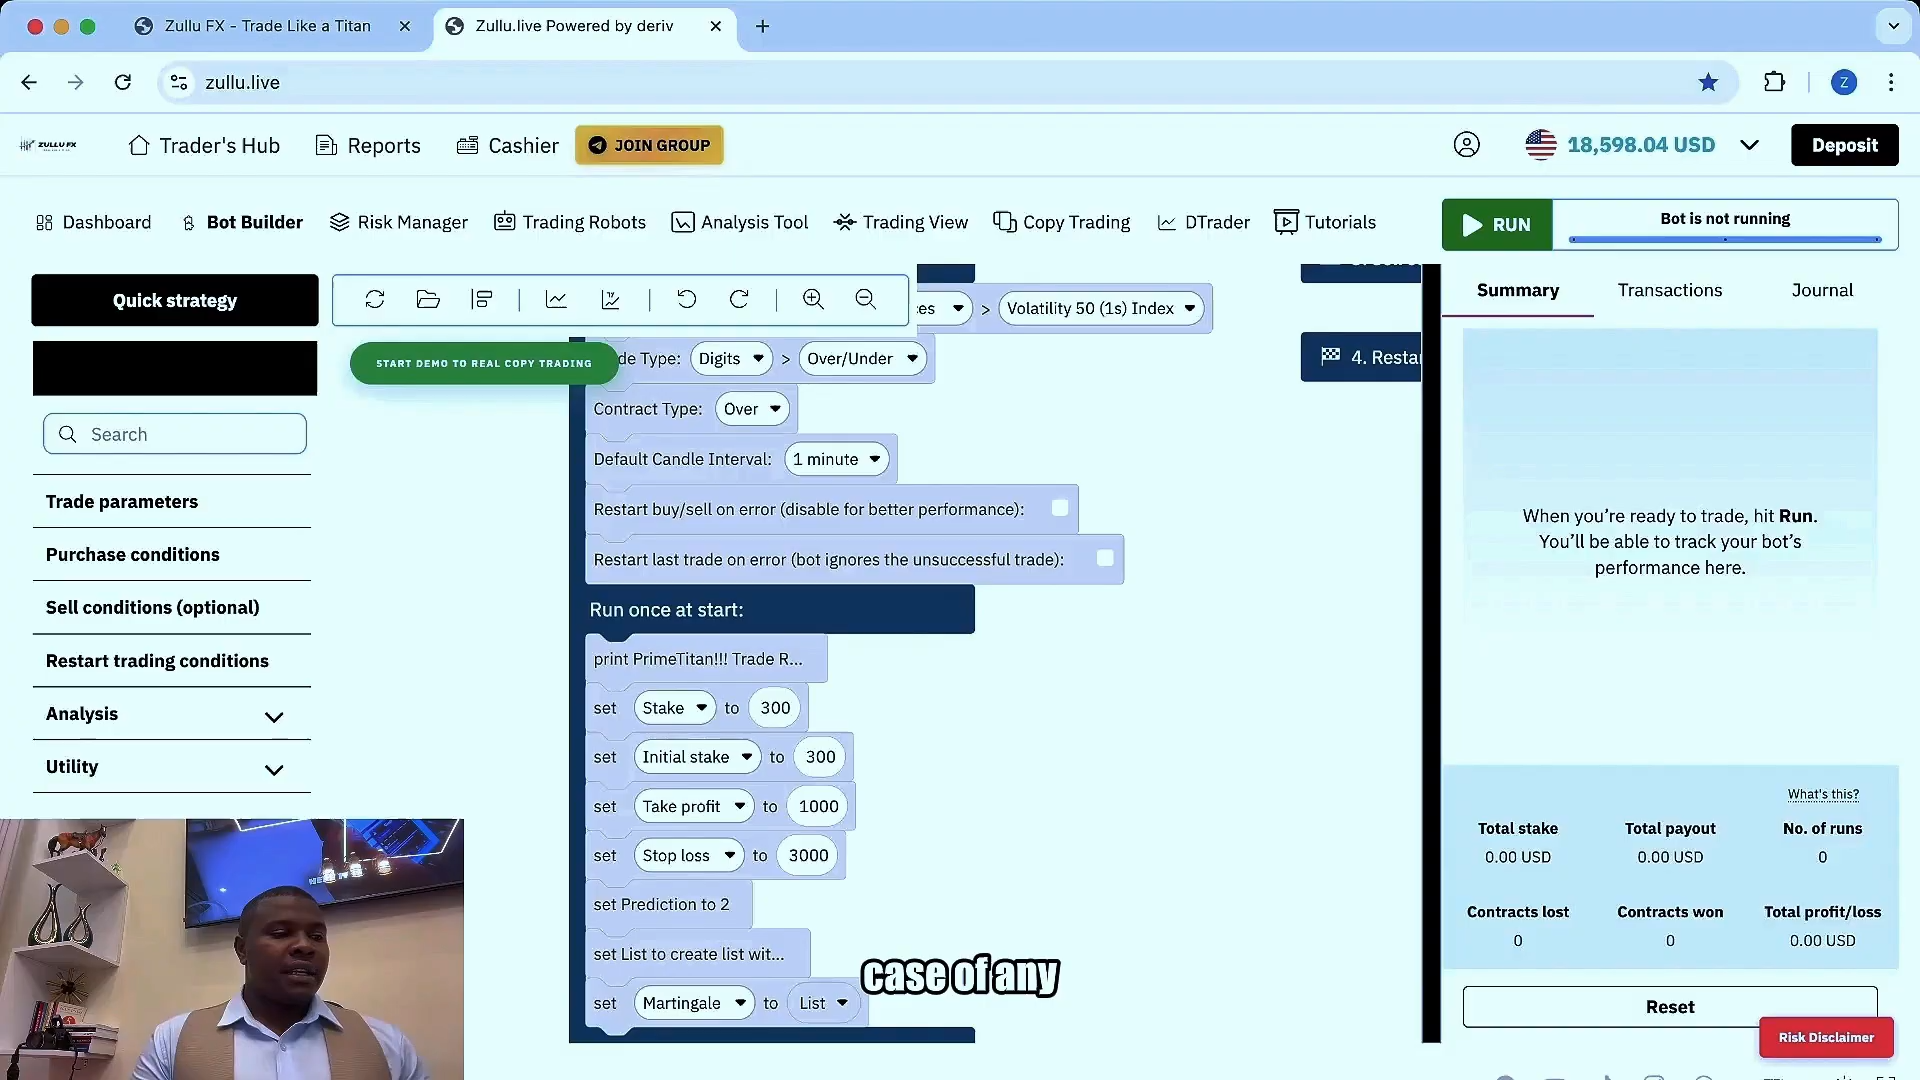 Zullu FX - Trade Like a Titan
Zullu.live Powered by deriv
zullu.live
Z
ZULLU FX
Trader's Hub
Reports
Cashier
JOIN GROUP
18,598.04 USD
Deposit
Dashboard
Bot Builder
Risk Manager
Trading Robots
Analysis Tool
Trading View
Copy Trading
DTrader
Tutorials
RUN
Bot is not running
Quick strategy
Search
Trade parameters
Purchase conditions
Sell conditions (optional)
Restart trading conditions
Analysis
Utility
START DEMO TO REAL COPY TRADING
es > Volatility 50 (1s) Index
de Type: Digits > Over/Under
Contract Type: Over
Default Candle Interval: 1 minute
Restart buy/sell on error (disable for better performance):
Restart last trade on error (bot ignores the unsuccessful trade):
Run once at start:
print PrimeTitan!!! Trade R...
set Stake to 300
set Initial stake to 300
set Take profit to 1000
set Stop loss to 3000
set Prediction to 2
set List to create list wit...
set Martingale to List
case of any
4. Restar
Summary
Transactions
Journal
When you're ready to trade, hit Run.
You'll be able to track your bot's
performance here.
What's this?
Total stake
Total payout
No. of runs
0.00 USD
0.00 USD
0
Contracts lost
Contracts won
Total profit/loss
0
0
0.00 USD
Reset
Risk Disclaimer